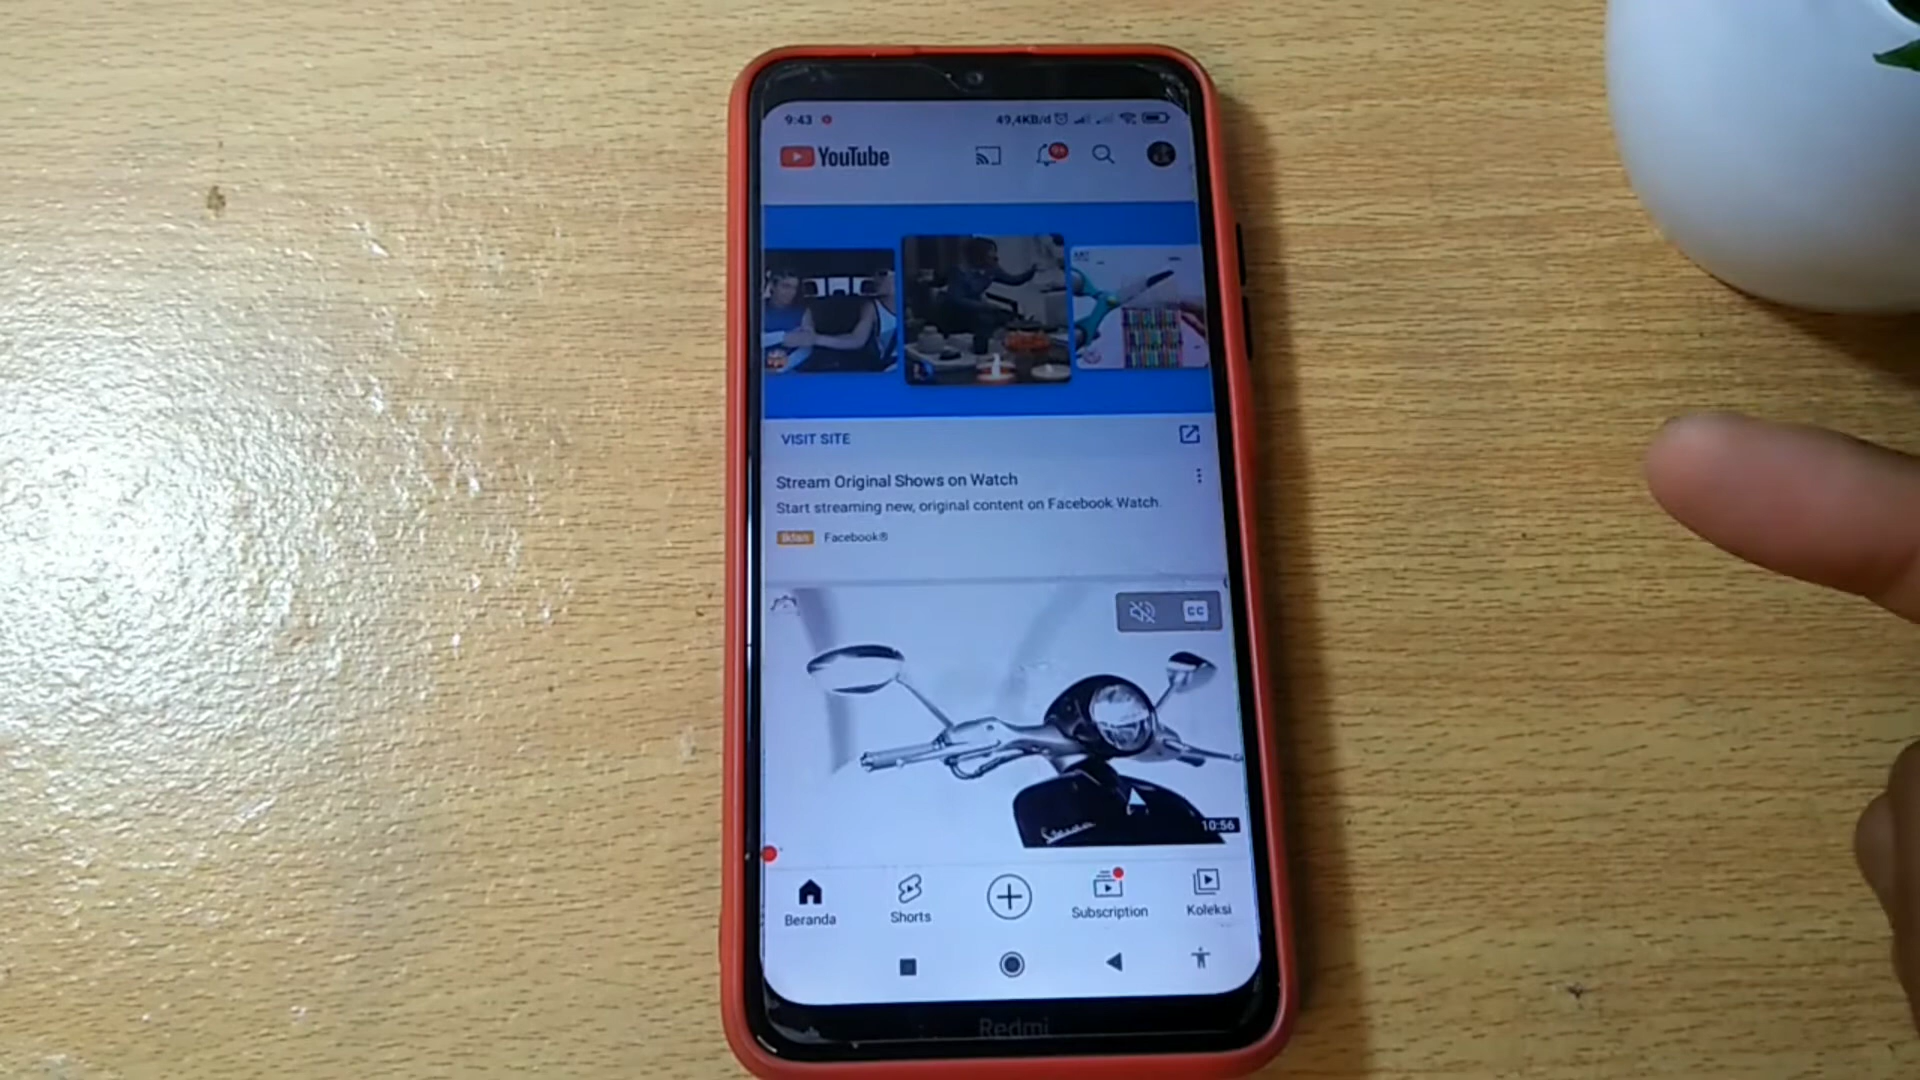 9:43 49,4KB/d
YouTube 9+
VISIT SITE
Stream Original Shows on Watch
Start streaming new, original content on Facebook Watch.
Iklan Facebook®
CC
10:56
Beranda Shorts Subscription Koleksi
Redmi